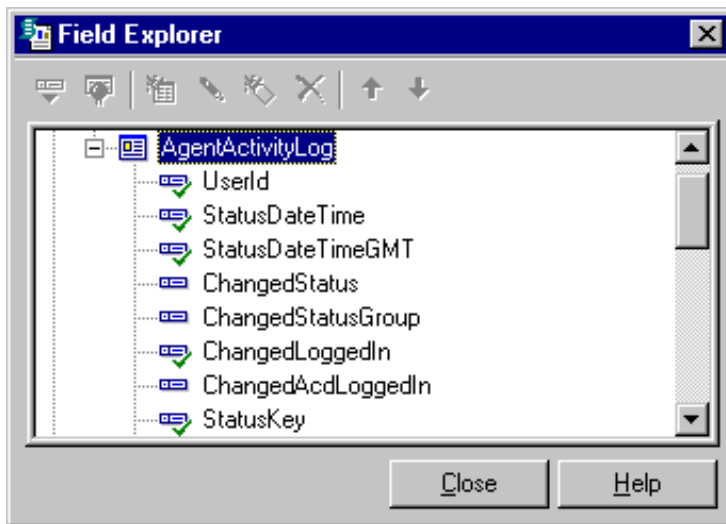 Field Explorer
AgentActivityLog
UserId
StatusDateTime
StatusDateTimeGMT
ChangedStatus
ChangedStatusGroup
ChangedLoggedIn
ChangedAcdLoggedIn
StatusKey
Close
Help